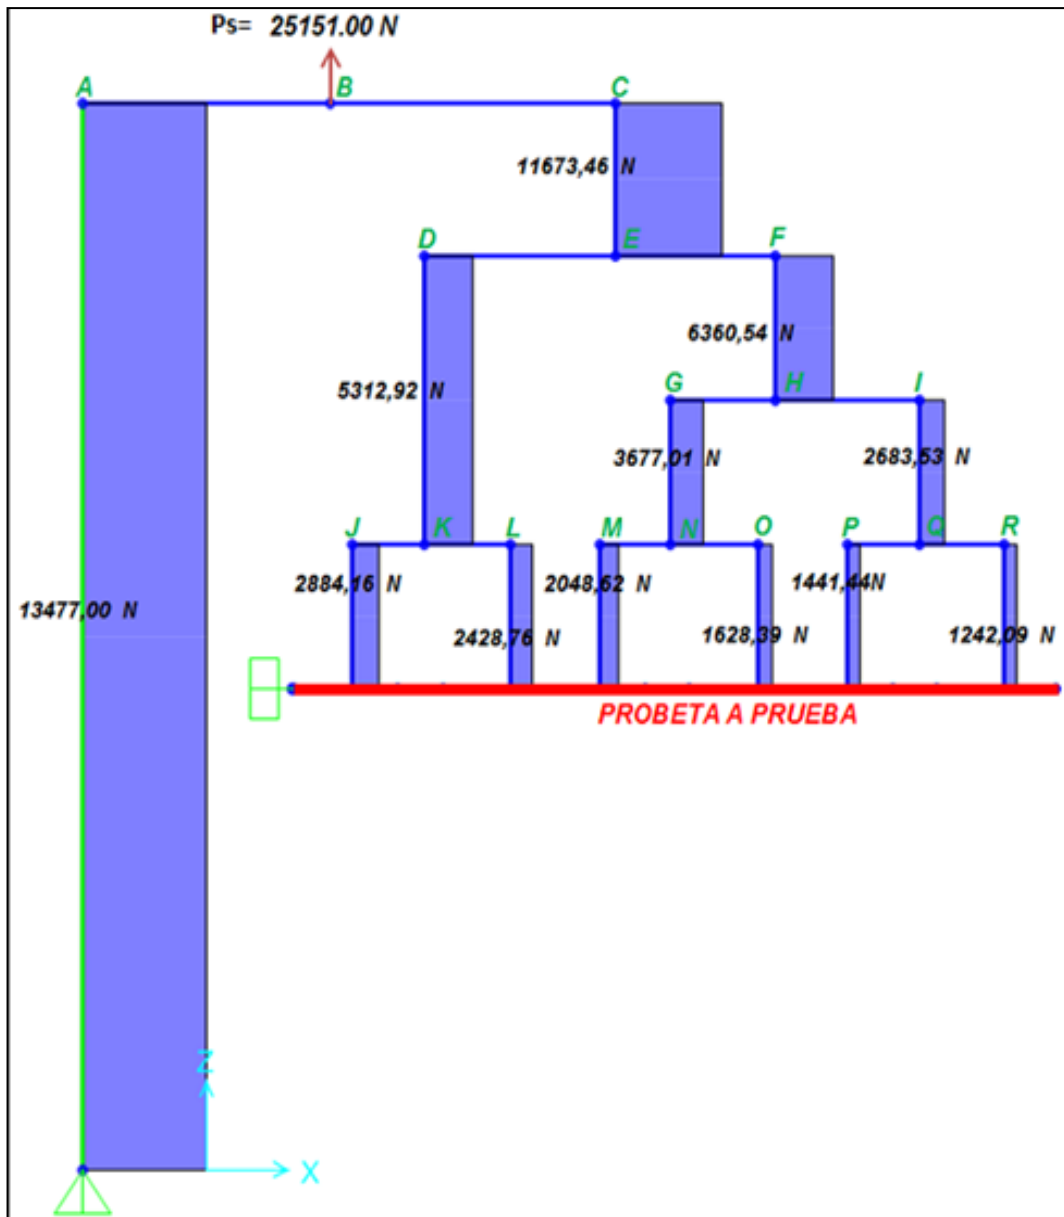 Ps= 25151.00 N
A
B
C
11673,46 N
D
E
F
6360,54 N
5312,92 N
G
H
I
3677,01 N
2683,53 N
J
K
L
M
N
O
P
Q
R
2884,16 N
2048,62 N
1441,44N
13477,00 N
2428,76 N
1628,39 N
1242,09 N
PROBETA A PRUEBA
Z
X